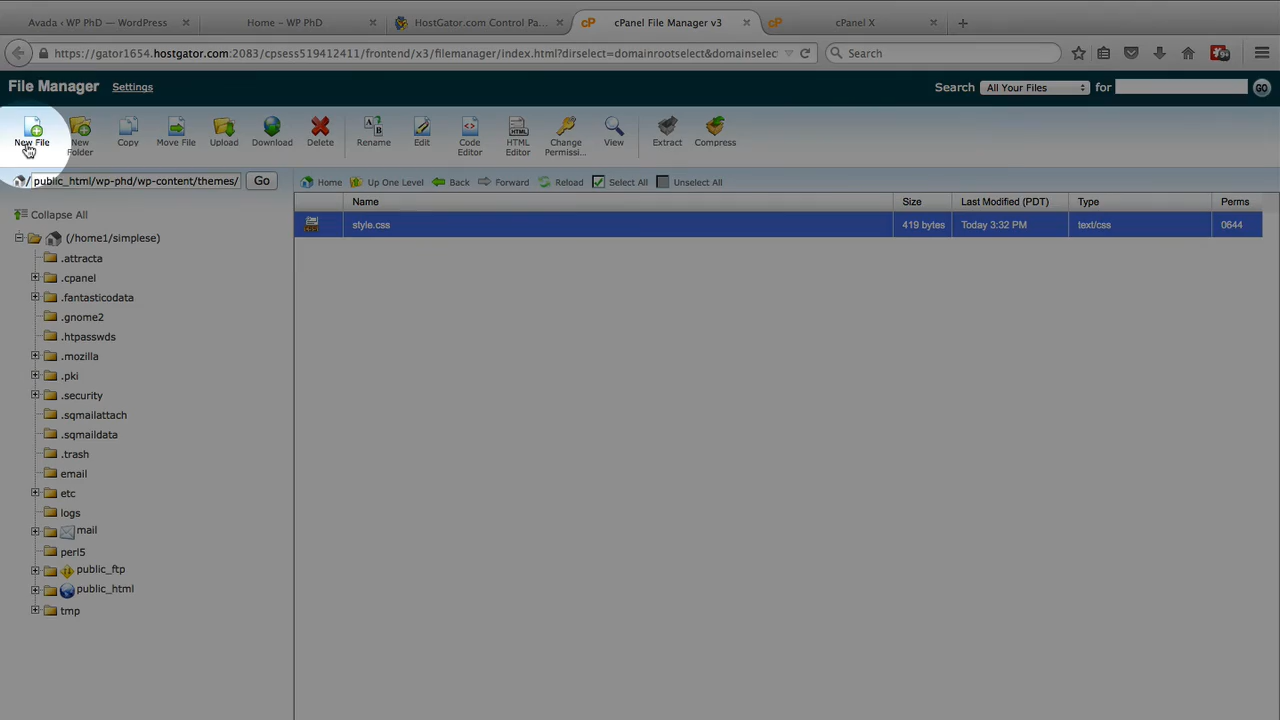 Avada ‹ WP PhD — WordPress
Home – WP PhD
HostGator.com Control Pa...
cPanel File Manager v3
cPanel X
https://gator1654.hostgator.com:2083/cpsess519412411/frontend/x3/filemanager/index.html?dirselect=domainrootselect&domainselect
Search
File Manager
Settings
Search
All Your Files
for
GO
New File
New Folder
Copy
Move File
Upload
Download
Delete
Rename
Edit
Code Editor
HTML Editor
Change Permissi...
View
Extract
Compress
/
public_html/wp-phd/wp-content/themes/
Go
Home
Up One Level
Back
Forward
Reload
Select All
Unselect All
Collapse All
Name
Size
Last Modified (PDT)
Type
Perms
style.css
419 bytes
Today 3:32 PM
text/css
0644
(/home1/simplese)
.attracta
.cpanel
.fantasticodata
.gnome2
.htpasswds
.mozilla
.pki
.security
.sqmailattach
.sqmaildata
.trash
email
etc
logs
mail
perl5
public_ftp
public_html
tmp